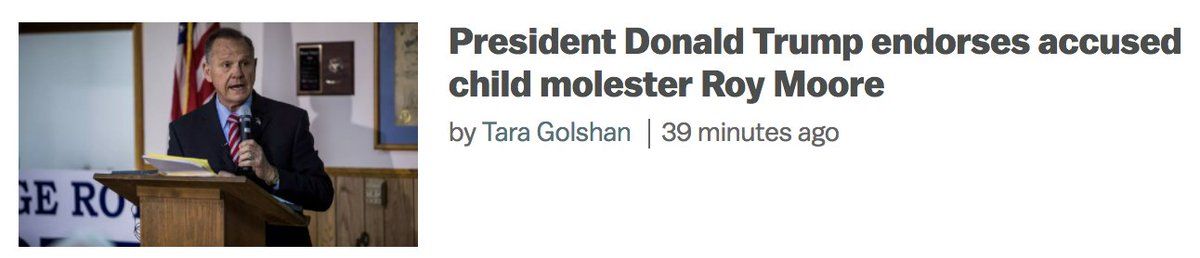 President Donald Trump endorses accused
child molester Roy Moore
by Tara Golshan | 39 minutes ago
GE RO